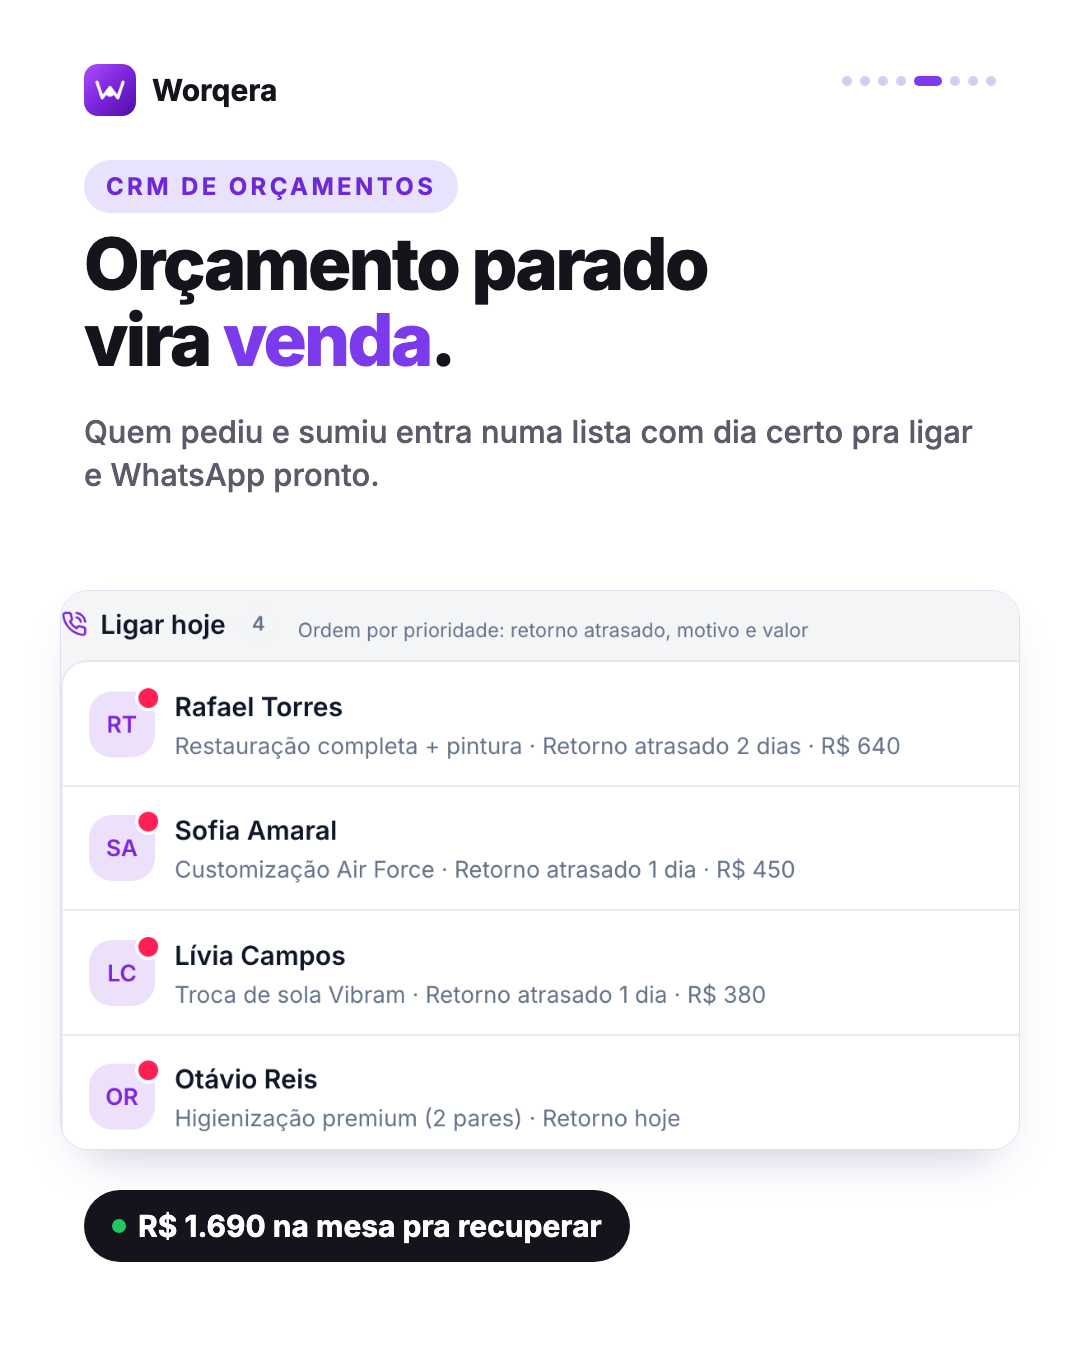 Worqera
CRM DE ORÇAMENTOS
Orçamento parado
vira venda.
Quem pediu e sumiu entra numa lista com dia certo pra ligar
e WhatsApp pronto.
Ligar hoje 4 Ordem por prioridade: retorno atrasado, motivo e valor
RT
Rafael Torres
Restauração completa + pintura · Retorno atrasado 2 dias · R$ 640
SA
Sofia Amaral
Customização Air Force · Retorno atrasado 1 dia · R$ 450
LC
Lívia Campos
Troca de sola Vibram · Retorno atrasado 1 dia · R$ 380
OR
Otávio Reis
Higienização premium (2 pares) · Retorno hoje
R$ 1.690 na mesa pra recuperar